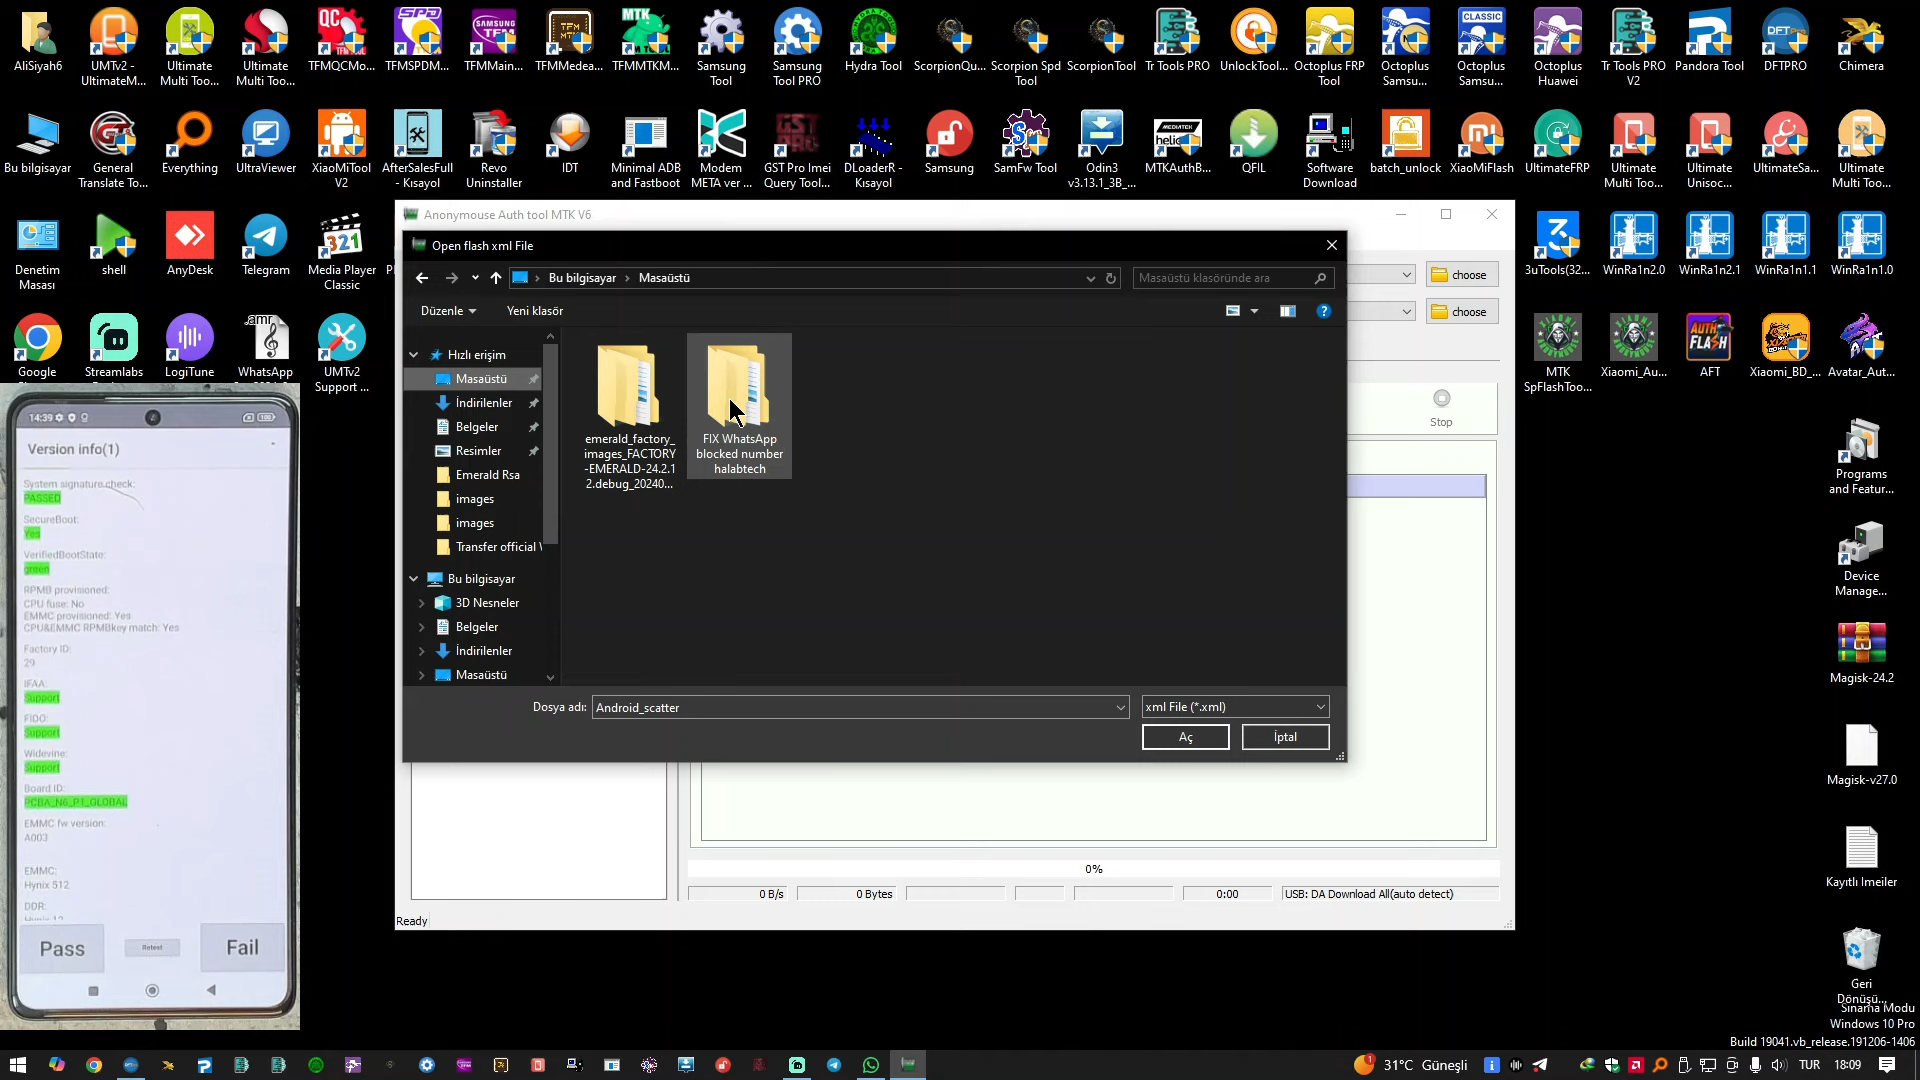 AliSiyah6
UMTv2 -
UltimateM...
Ultimate
Multi Too...
Ultimate
Multi Too...
TFMQCMo...
TFMSPDM...
TFMMain...
TFMMedea...
TFMMTKM...
Samsung
Tool
Samsung
Tool PRO
Hydra Tool
ScorpionQu...
Scorpion Spd
Tool
ScorpionTool
Tr Tools PRO
UnlockTool...
Octoplus FRP
Tool
Octoplus
Samsu...
Octoplus
Samsu...
Octoplus
Huawei
Tr Tools PRO
V2
Pandora Tool
DFTPRO
Chimera
Bu bilgisayar
General
Translate To...
Everything
UltraViewer
XiaoMiTool
V2
AfterSalesFull
- Kısayol
Revo
Uninstaller
IDT
Minimal ADB
and Fastboot
Modem
META ver ...
GST Pro Imei
Query Tool...
DLoaderR -
Kısayol
Samsung
SamFw Tool
Odin3
v3.13.1_3B_...
MTKAuthB...
QFIL
Software
Download
batch_unlock
XiaoMiFlash
UltimateFRP
Ultimate
Multi Too...
Ultimate
Unisoc...
UltimateSa...
Ultimate
Multi Too...
Denetim
Masası
shell
AnyDesk
Telegram
Media Player
Classic
3uTools(32...
WinRa1n2.0
WinRa1n2.1
WinRa1n1.1
WinRa1n1.0
Google
Streamlabs
LogiTune
WhatsApp
UMTv2
Support ...
MTK
SpFlashToo...
Xiaomi_Au...
AFT
Xiaomi_BD_...
Avatar_Aut...
Programs
and Featur...
Device
Manage...
Magisk-24.2
Magisk-v27.0
Kayıtlı Imeiler
Geri
Dönüşü...
Anonymouse Auth tool MTK V6
choose
choose
Stop
Open flash xml File
Bu bilgisayar
Masaüstü
Masaüstü klasöründe ara
Düzenle
Yeni klasör
Hızlı erişim
Masaüstü
İndirilenler
Belgeler
Resimler
Emerald Rsa
images
images
Transfer official
Bu bilgisayar
3D Nesneler
Belgeler
İndirilenler
Masaüstü
emerald_factory_
images_FACTORY
-EMERALD-24.2.1
2.debug_20240...
FIX WhatsApp
blocked number
halabtech
Dosya adı:
Android_scatter
xml File (*.xml)
Aç
İptal
0%
0 B/s
0 Bytes
0:00
USB: DA Download All(auto detect)
Ready
14:39
Version info(1)
System signature check:
PASSED
SecureBoot:
Yes
VerifiedBootState:
green
RPMB provisioned:
CPU fuse: No
EMMC provisioned: Yes
CPU&EMMC RPMBkey match: Yes
Factory ID:
29
IFAA:
Support
FIDO:
Support
Widevine:
Support
Board ID:
PCBA_N6_P1_GLOBAL
EMMC fw version:
A003
EMMC:
Hynix 512
DDR:
Pass
Retest
Fail
Sınama Modu
Windows 10 Pro
Build 19041.vb_release.191206-1406
31°C Güneşli
TUR
18:09